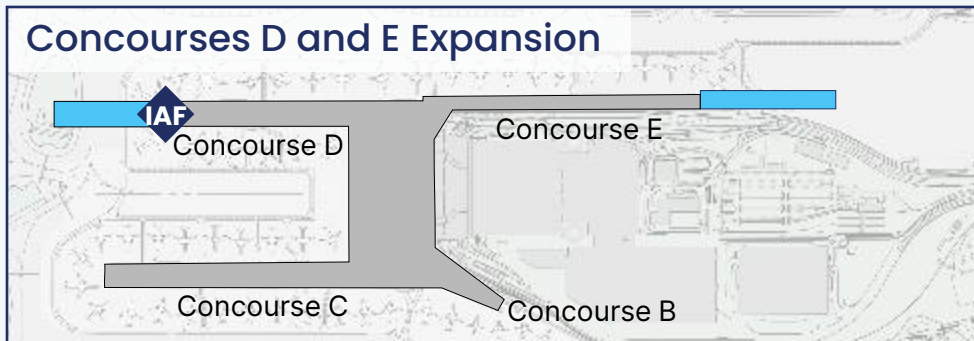 Concourses D and E Expansion
IAF
Concourse D
Concourse E
Concourse C
Concourse B